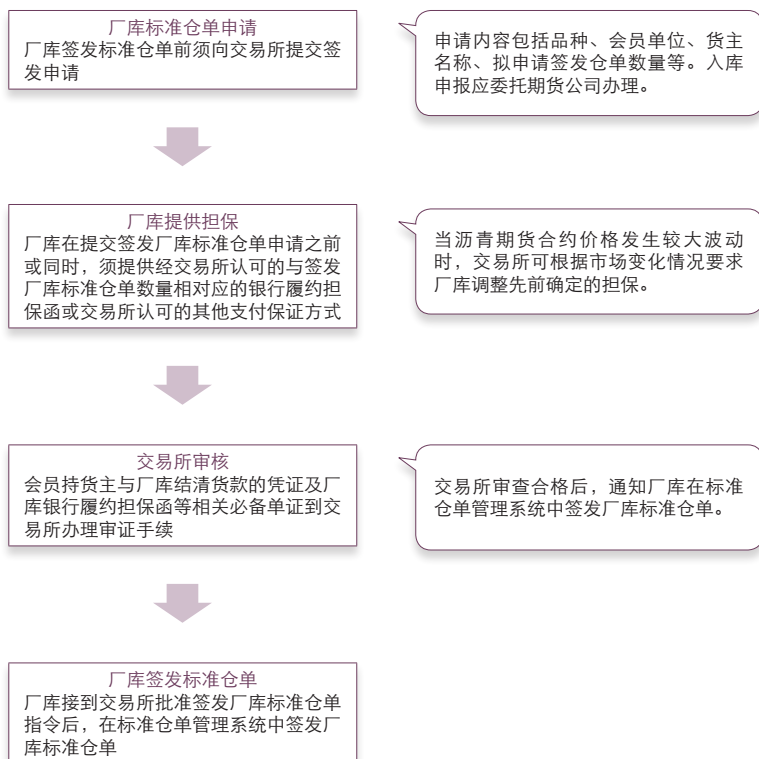 厂库标准仓单申请
厂库签发标准仓单前须向交易所提交签
发申请
申请内容包括品种、会员单位、货主
名称、拟申请签发仓单数量等。入库
申报应委托期货公司办理。
厂库提供担保
厂库在提交签发厂库标准仓单申请之前
或同时，须提供经交易所认可的与签发
厂库标准仓单数量相对应的银行履约担
保函或交易所认可的其他支付保证方式
当沥青期货合约价格发生较大波动
时，交易所可根据市场变化情况要求
厂库调整先前确定的担保。
交易所审核
会员持货主与厂库结清货款的凭证及厂
库银行履约担保函等相关必备单证到交
易所办理审证手续
交易所审查合格后，通知厂库在标准
仓单管理系统中签发厂库标准仓单。
厂库签发标准仓单
厂库接到交易所批准签发厂库标准仓单
指令后，在标准仓单管理系统中签发厂
库标准仓单